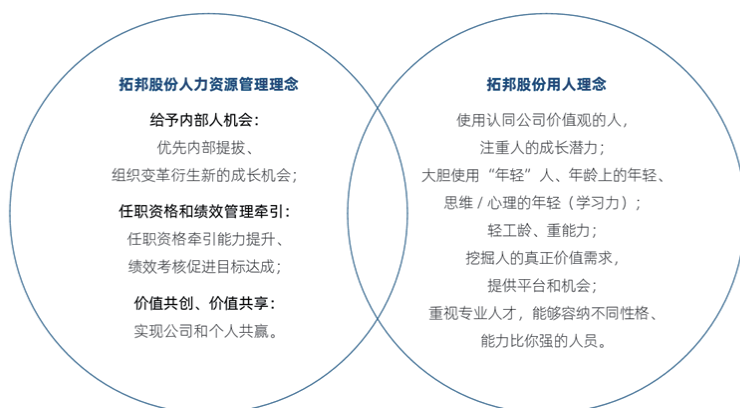 拓邦股份人力资源管理理念
给予内部人机会：
优先内部提拔、
组织变革衍生新的成长机会；
任职资格和绩效管理牵引：
任职资格牵引能力提升、
绩效考核促进目标达成；
价值共创、价值共享：
实现公司和个人共赢。
拓邦股份用人理念
使用认同公司价值观的人，
注重人的成长潜力；
大胆使用“年轻”人、年龄上的年轻、
思维 / 心理的年轻（学习力）；
轻工龄、重能力；
挖掘人的真正价值需求，
提供平台和机会；
重视专业人才，能够容纳不同性格、
能力比你强的人员。